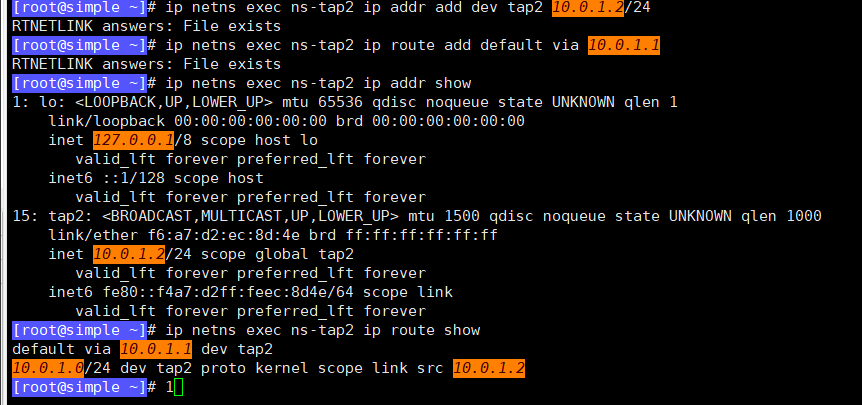 [root@simple ~]# ip netns exec ns-tap2 ip addr add dev tap2 10.0.1.2/24
RTNETLINK answers: File exists
[root@simple ~]# ip netns exec ns-tap2 ip route add default via 10.0.1.1
RTNETLINK answers: File exists
[root@simple ~]# ip netns exec ns-tap2 ip addr show
1: lo: <LOOPBACK,UP,LOWER_UP> mtu 65536 qdisc noqueue state UNKNOWN qlen 1
    link/loopback 00:00:00:00:00:00 brd 00:00:00:00:00:00
    inet 127.0.0.1/8 scope host lo
       valid_lft forever preferred_lft forever
    inet6 ::1/128 scope host
       valid_lft forever preferred_lft forever
15: tap2: <BROADCAST,MULTICAST,UP,LOWER_UP> mtu 1500 qdisc noqueue state UNKNOWN qlen 1000
    link/ether f6:a7:d2:ec:8d:4e brd ff:ff:ff:ff:ff:ff
    inet 10.0.1.2/24 scope global tap2
       valid_lft forever preferred_lft forever
    inet6 fe80::f4a7:d2ff:feec:8d4e/64 scope link
       valid_lft forever preferred_lft forever
[root@simple ~]# ip netns exec ns-tap2 ip route show
default via 10.0.1.1 dev tap2
10.0.1.0/24 dev tap2 proto kernel scope link src 10.0.1.2
[root@simple ~]# 1